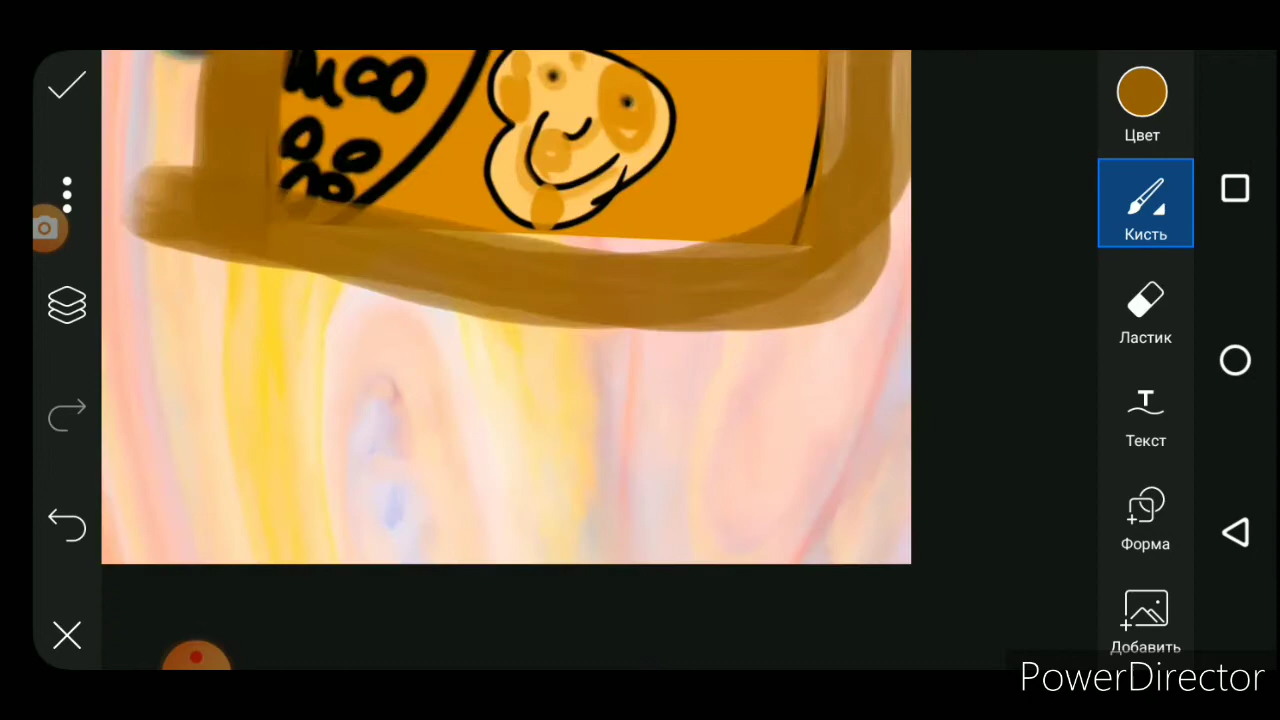 Цвет
Кисть
Ластик
Текст
Форма
Добавить
PowerDirector